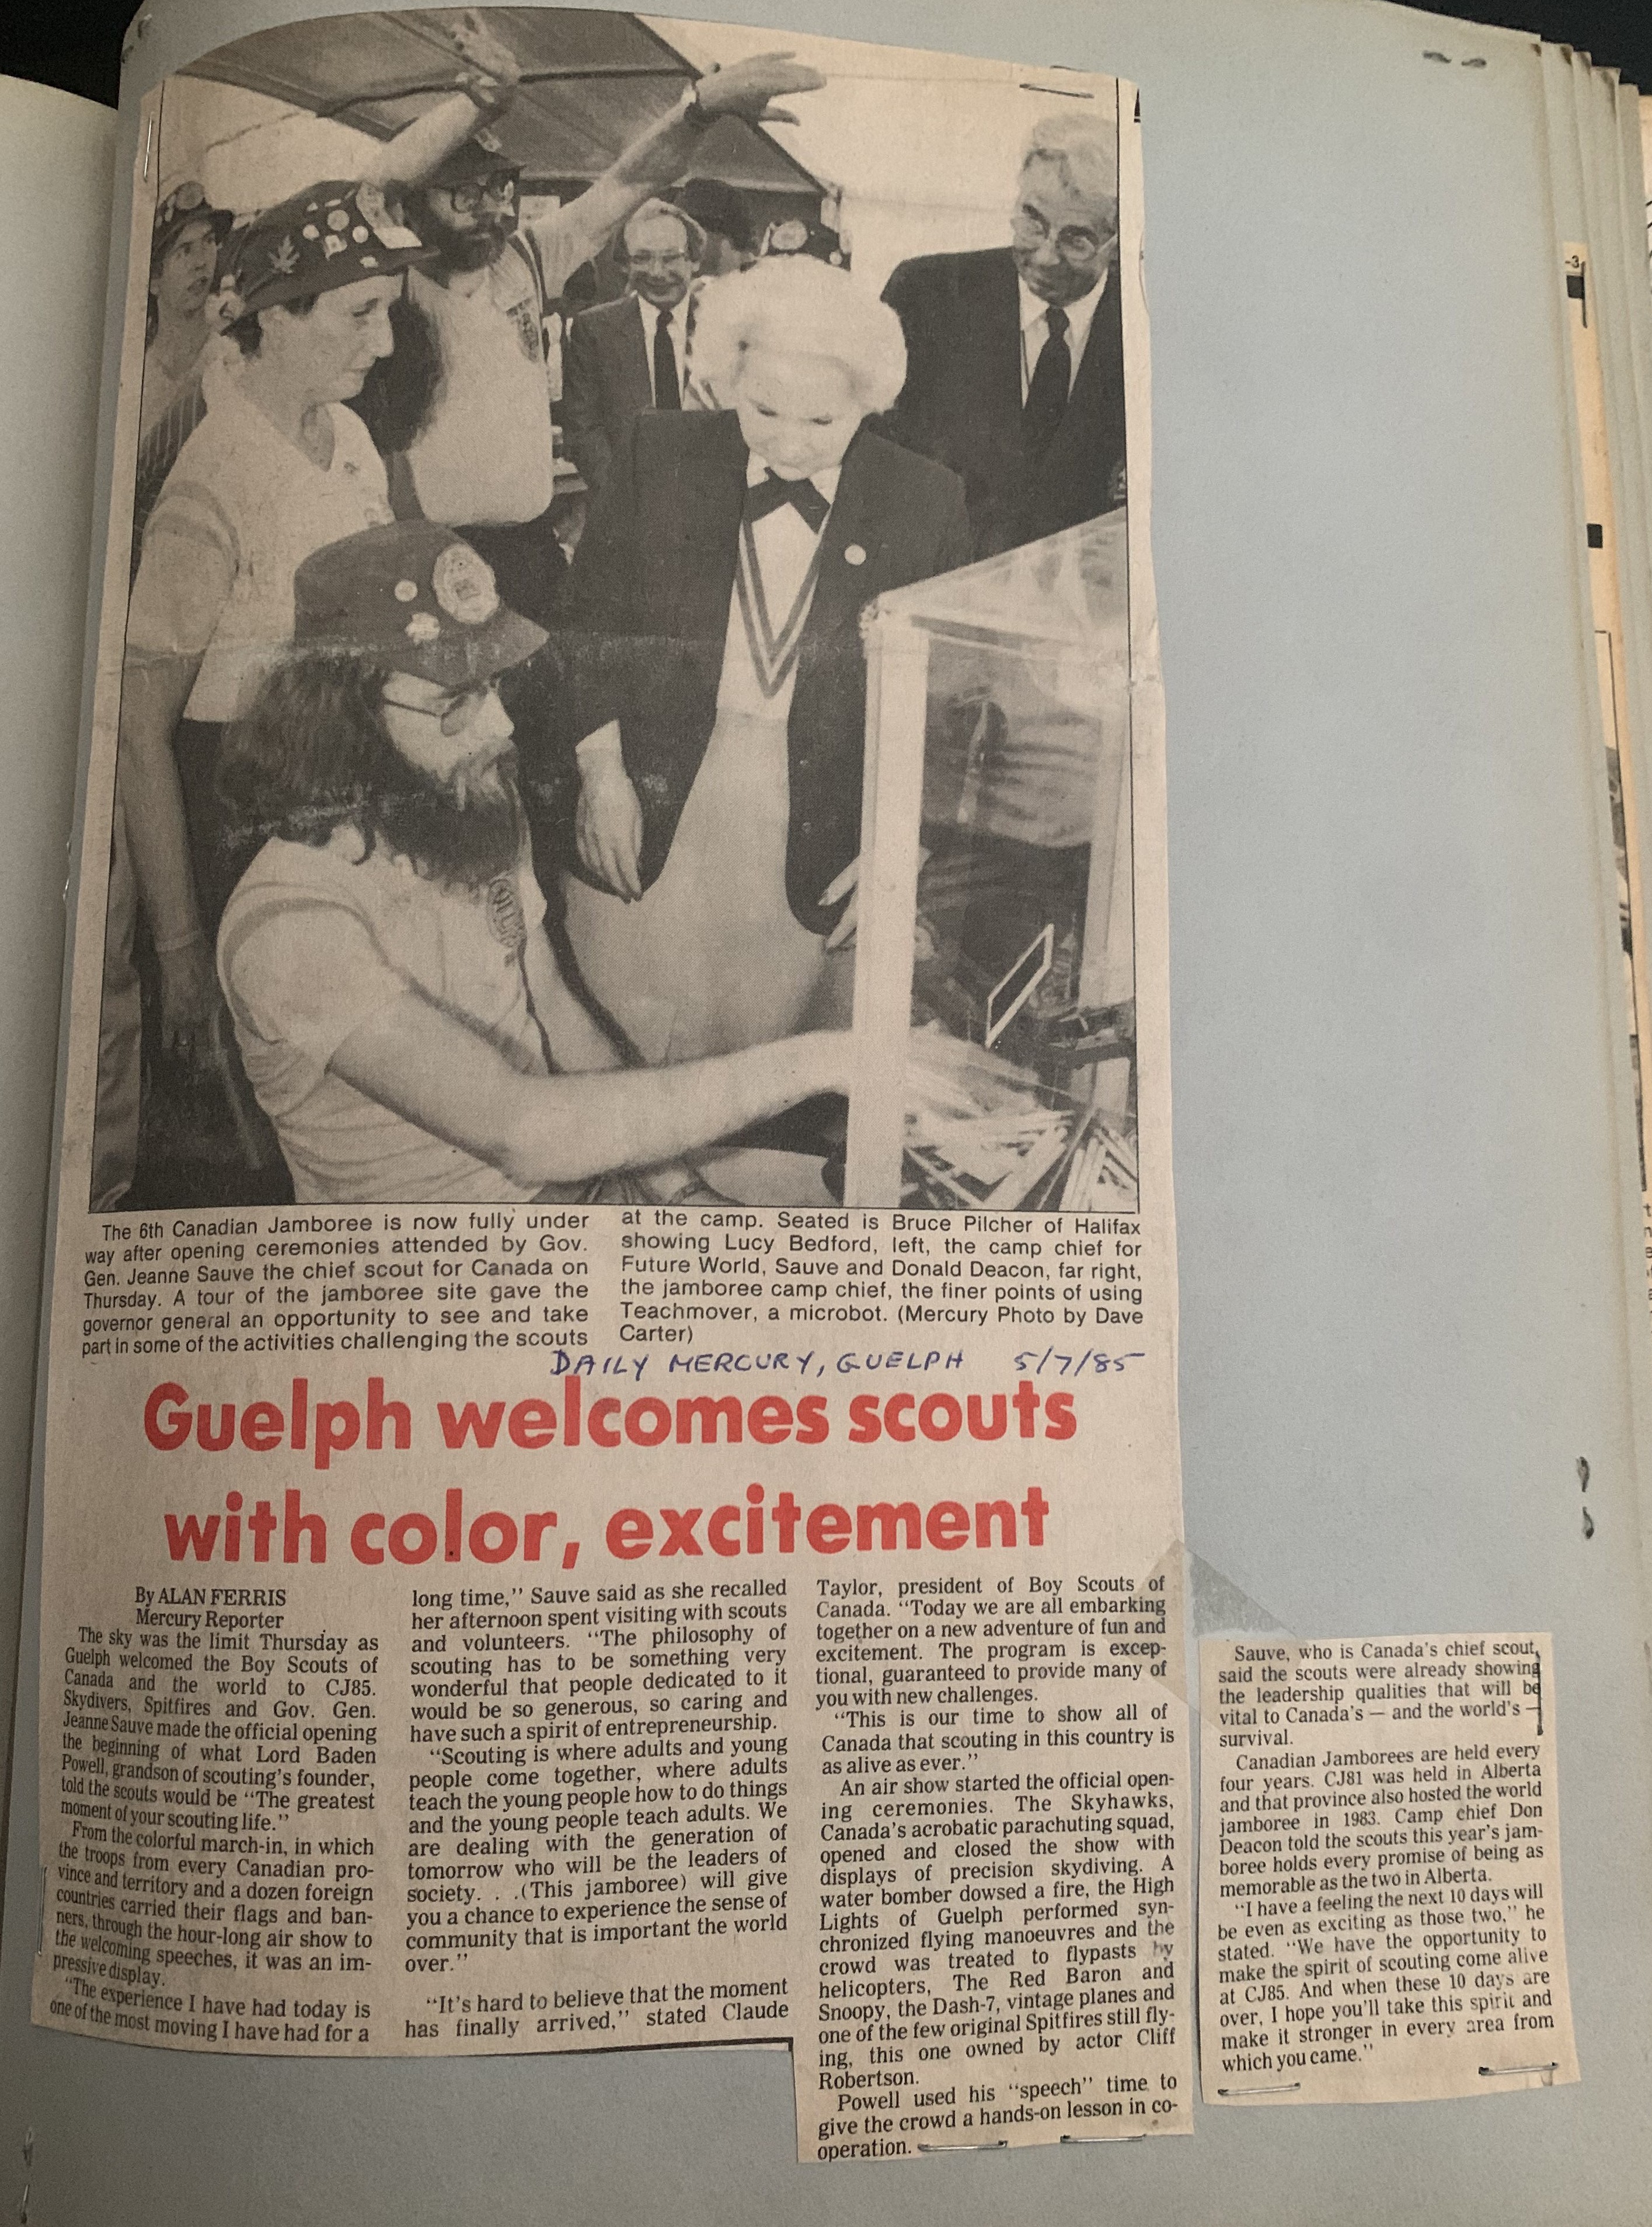 The 6th Canadian Jamboree is now fully under
way after opening ceremonies attended by Gov.
Gen. Jeanne Sauve the chief scout for Canada on
Thursday. A tour of the jamboree site gave the
governor general an opportunity to see and take
part in some of the activities challenging the scouts
at the camp. Seated is Bruce Pilcher of Halifax
showing Lucy Bedford, left, the camp chief for
Future World, Sauve and Donald Deacon, far right,
the jamboree camp chief, the finer points of using
Teachmover, a microbot. (Mercury Photo by Dave
Carter)
DAILY MERCURY, GUELPH 5/7/85
Guelph welcomes scouts
with color, excitement
By ALAN FERRIS
Mercury Reporter
The sky was the limit Thursday as
Guelph welcomed the Boy Scouts of
Canada and the world to CJ85.
Skydivers, Spitfires and Gov. Gen.
Jeanne Sauve made the official opening
the beginning of what Lord Baden
Powell, grandson of scouting's founder,
told the scouts would be "The greatest
moment of your scouting life."
From the colorful march-in, in which
the troops from every Canadian pro-
vince and territory and a dozen foreign
countries carried their flags and ban-
ners, through the hour-long air show to
the welcoming speeches, it was an im-
pressive display.
"The experience I have had today is
one of the most moving I have had for a
long time," Sauve said as she recalled
her afternoon spent visiting with scouts
and volunteers. "The philosophy of
scouting has to be something very
wonderful that people dedicated to it
would be so generous, so caring and
have such a spirit of entrepreneurship.
"Scouting is where adults and young
people come together, where adults
teach the young people how to do things
and the young people teach adults. We
are dealing with the generation of
tomorrow who will be the leaders of
society. . .(This jamboree) will give
you a chance to experience the sense of
community that is important the world
over."
"It's hard to believe that the moment
has finally arrived," stated Claude
Taylor, president of Boy Scouts of
Canada. "Today we are all embarking
together on a new adventure of fun and
excitement. The program is excep-
tional, guaranteed to provide many of
you with new challenges.
"This is our time to show all of
Canada that scouting in this country is
as alive as ever."
An air show started the official open-
ing ceremonies. The Skyhawks,
Canada's acrobatic parachuting squad,
opened and closed the show with
displays of precision skydiving. A
water bomber dowsed a fire, the High
Lights of Guelph performed syn-
chronized flying manoeuvres and the
crowd was treated to flypasts by
helicopters, The Red Baron and
Snoopy, the Dash-7, vintage planes and
one of the few original Spitfires still fly-
ing, this one owned by actor Cliff
Robertson.
Powell used his "speech" time to
give the crowd a hands-on lesson in co-
operation.
Sauve, who is Canada's chief scout,
said the scouts were already showing
the leadership qualities that will be
vital to Canada's — and the world's —
survival.
Canadian Jamborees are held every
four years. CJ81 was held in Alberta
and that province also hosted the world
jamboree in 1983. Camp chief Don
Deacon told the scouts this year's jam-
boree holds every promise of being as
memorable as the two in Alberta.
"I have a feeling the next 10 days will
be even as exciting as those two," he
stated. "We have the opportunity to
make the spirit of scouting come alive
at CJ85. And when these 10 days are
over, I hope you'll take this spirit and
make it stronger in every area from
which you came."